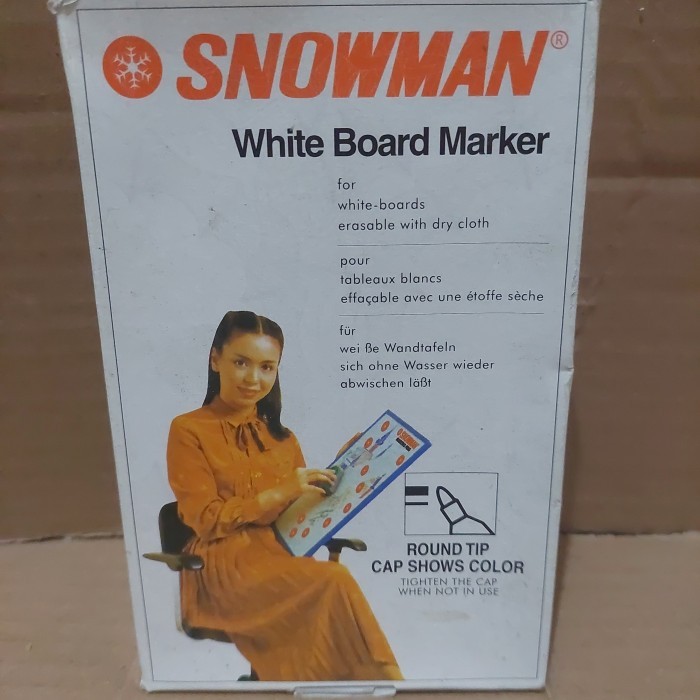 SNOWMAN®
White Board Marker
for
white-boards
erasable with dry cloth
pour
tableaux blancs
effaçable avec une étoffe sèche
für
wei ße Wandtafeln
sich ohne Wasser wieder
abwischen läßt
SNOWMAN
ROUND TIP
CAP SHOWS COLOR
TIGHTEN THE CAP
WHEN NOT IN USE